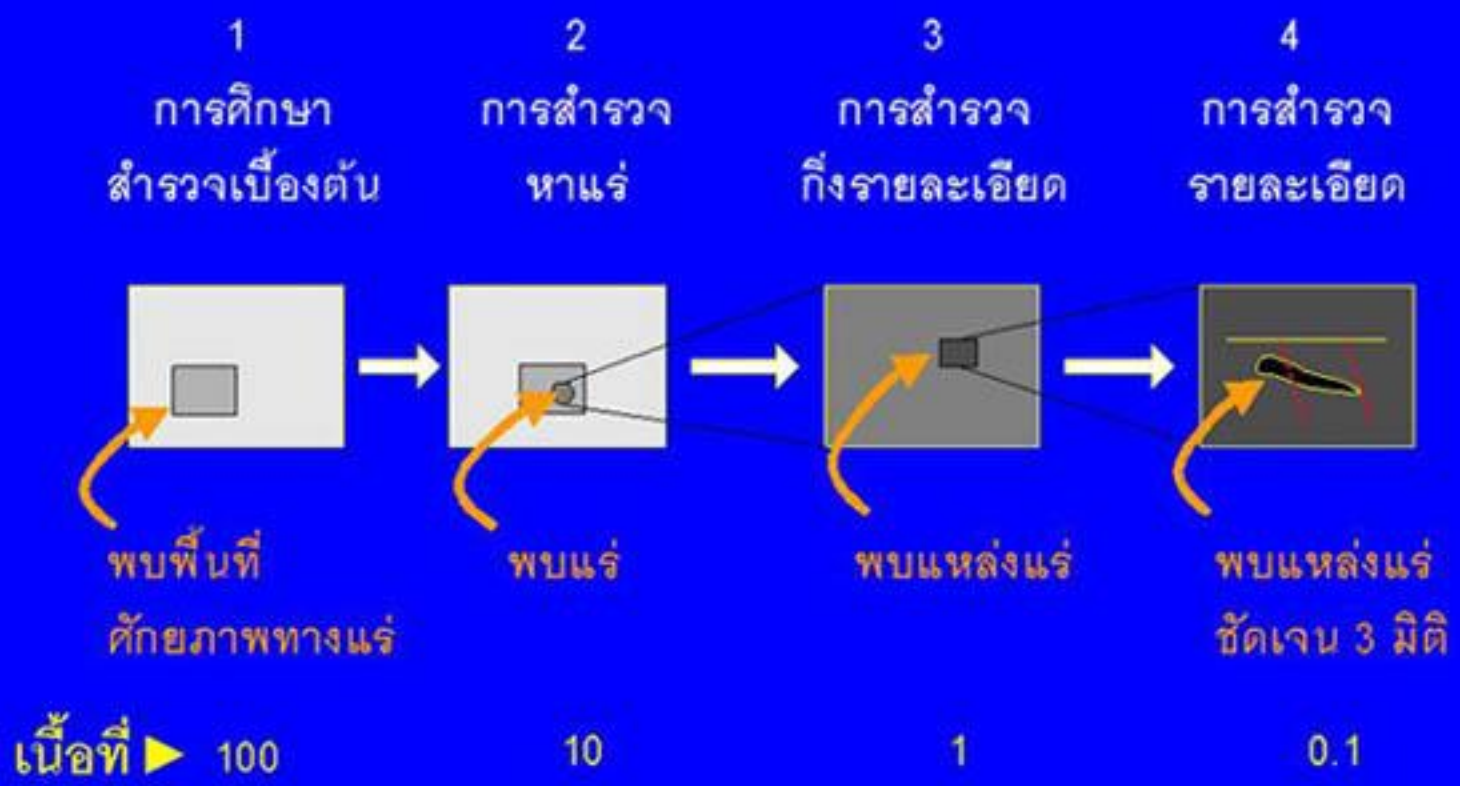 1
การศึกษา
สำรวจเบื้องต้น
2
การสำรวจ
หาแร่
3
การสำรวจ
กึ่งรายละเอียด
4
การสำรวจ
รายละเอียด
พบพื้นที่
ศักยภาพทางแร่
พบแร่
พบแหล่งแร่
พบแหล่งแร่
ชัดเจน 3 มิติ
เนื้อที่ ▶ 100 10 1 0.1